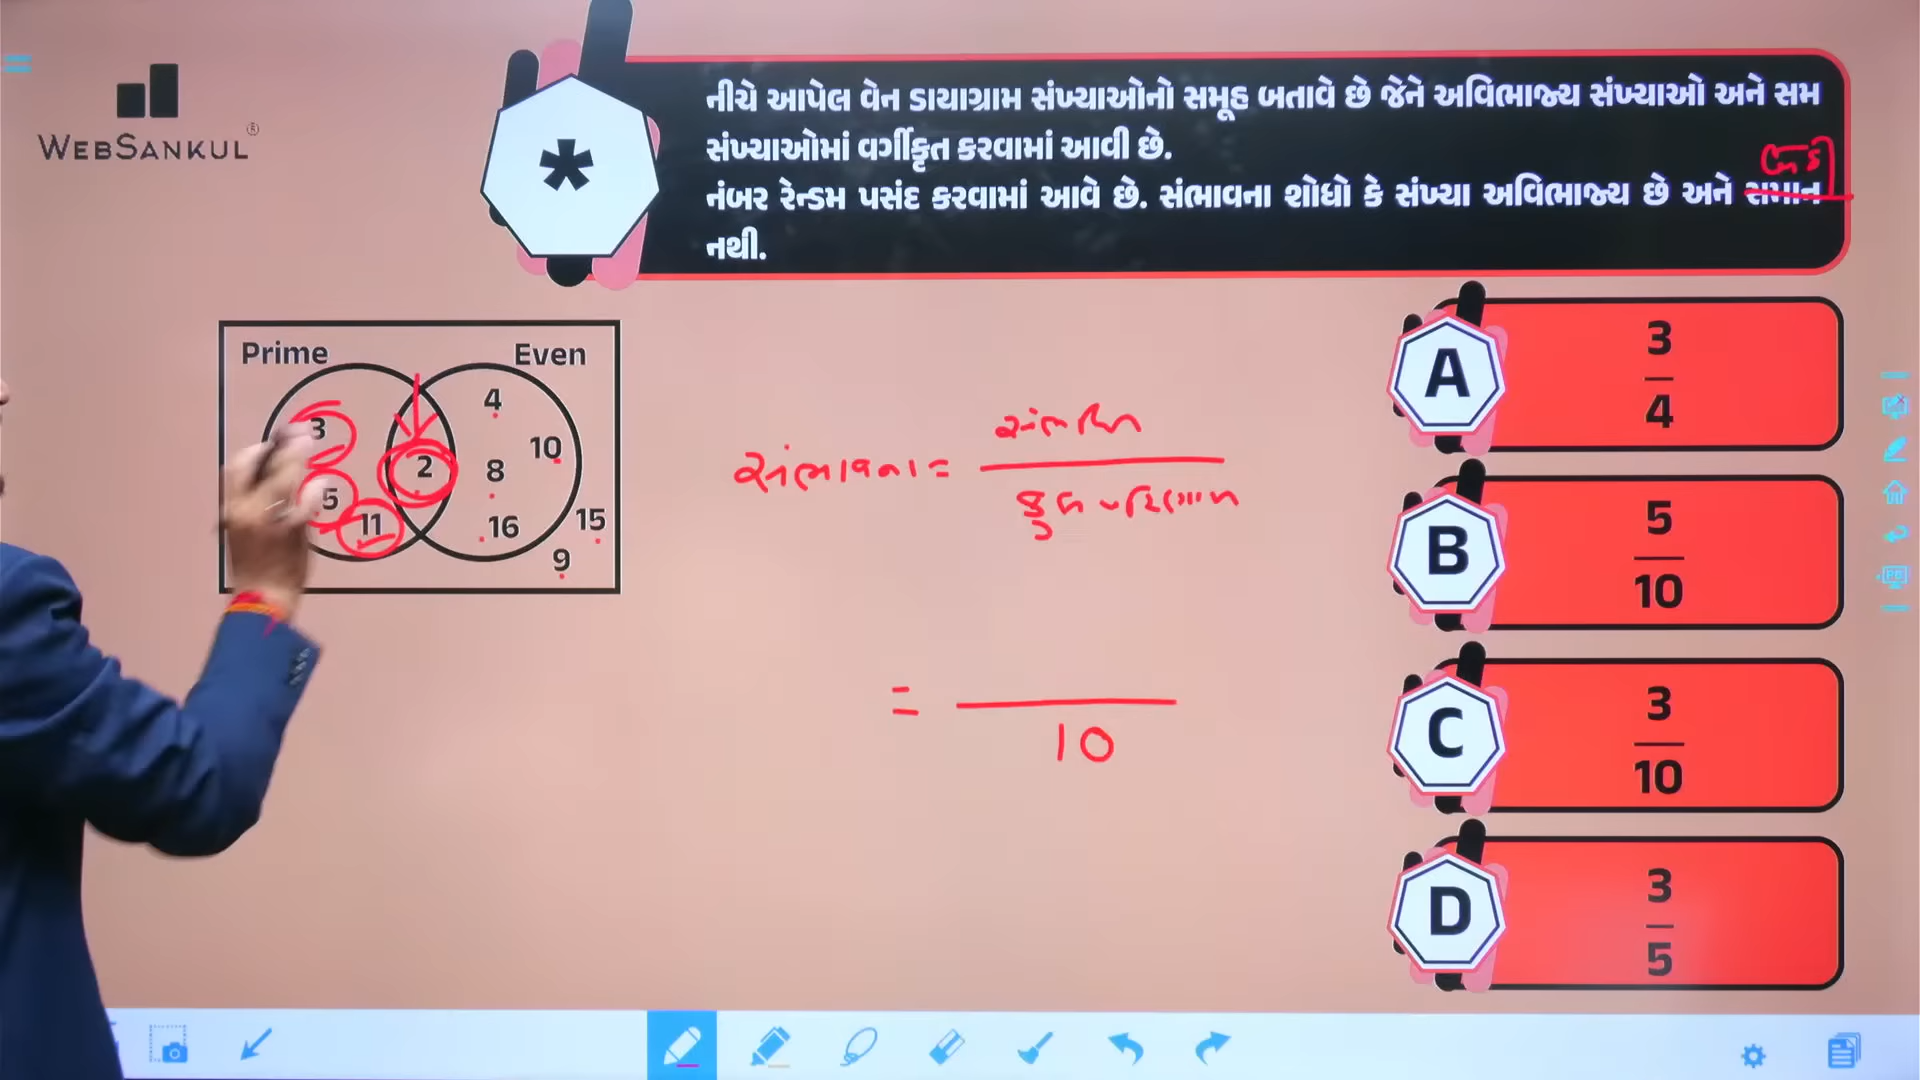 WEBSANKUL®
*
નીચે આપેલ વેન ડાયાગ્રામ સંખ્યાઓનો સમૂહ બતાવે છે જેને અવિભાજ્ય સંખ્યાઓ અને સમ
સંખ્યાઓમાં વર્ગીકૃત કરવામાં આવી છે.
નંબર રેન્ડમ પસંદ કરવામાં આવે છે. સંભાવના શોધો કે સંખ્યા અવિભાજ્ય છે અને સમાન
નથી.
Prime Even
3 4
2 8 10
5 11 16 15
9
સંભાવના =
10
=
A 3/4
B 5/10
C 3/10
D 3/5